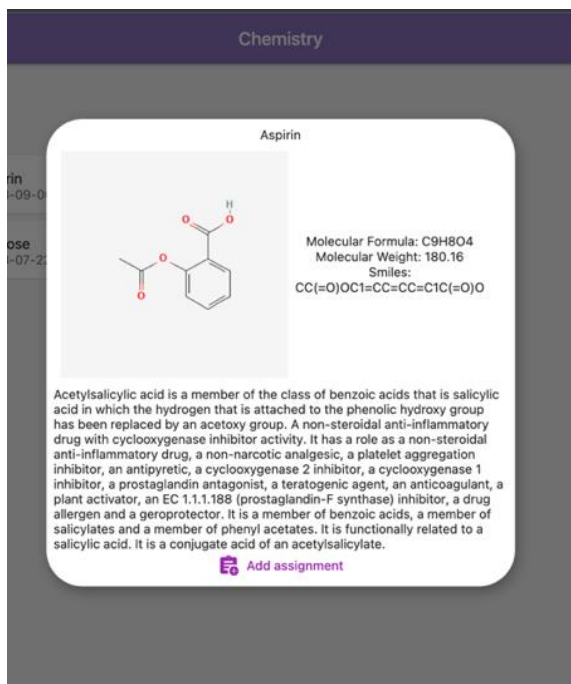 Chemistry
Aspirin
rin
-09-0
ose
-07-22
H
O
O
O
O
Molecular Formula: C9H8O4
Molecular Weight: 180.16
Smiles:
CC(=O)OC1=CC=CC=C1C(=O)O
Acetylsalicylic acid is a member of the class of benzoic acids that is salicylic
acid in which the hydrogen that is attached to the phenolic hydroxy group
has been replaced by an acetoxy group. A non-steroidal anti-inflammatory
drug with cyclooxygenase inhibitor activity. It has a role as a non-steroidal
anti-inflammatory drug, a non-narcotic analgesic, a platelet aggregation
inhibitor, an antipyretic, a cyclooxygenase 2 inhibitor, a cyclooxygenase 1
inhibitor, a prostaglandin antagonist, a teratogenic agent, an anticoagulant, a
plant activator, an EC 1.1.1.188 (prostaglandin-F synthase) inhibitor, a drug
allergen and a geroprotector. It is a member of benzoic acids, a member of
salicylates and a member of phenyl acetates. It is functionally related to a
salicylic acid. It is a conjugate acid of an acetylsalicylate.
Add assignment